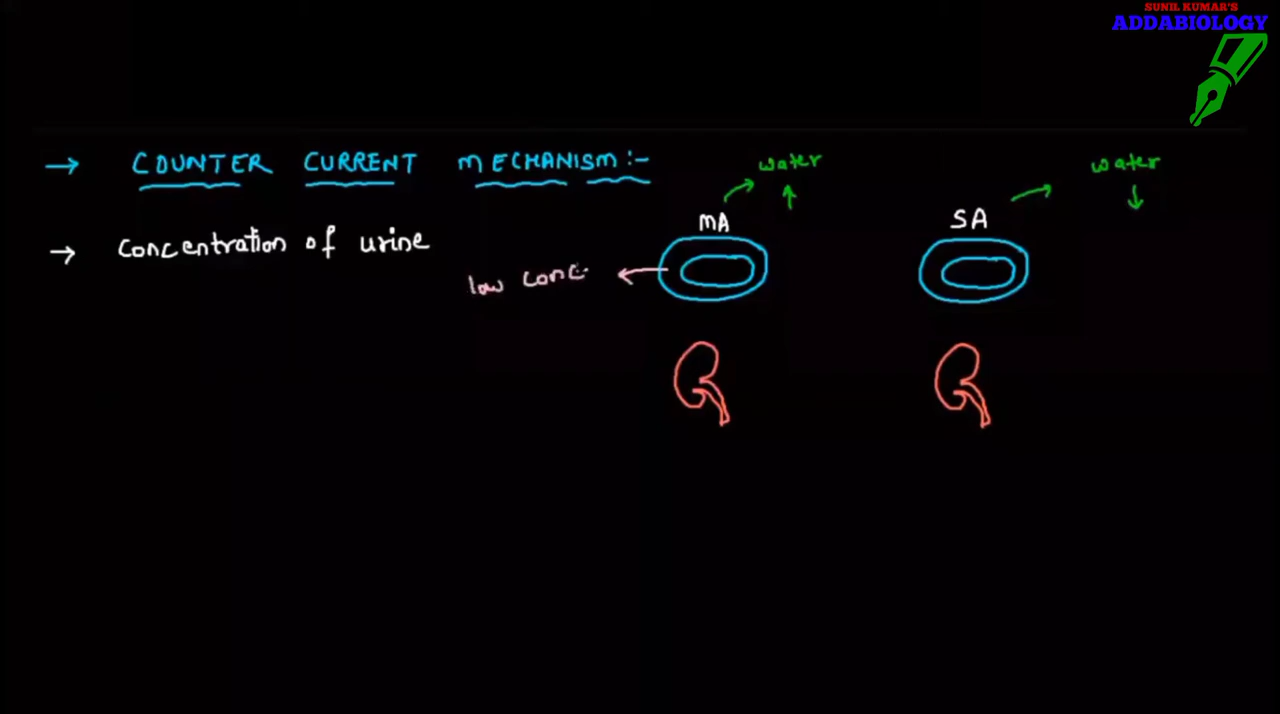 SUNIL KUMAR'S
ADDABIOLOGY
→ COUNTER CURRENT MECHANISM:-
water ↑
water ↓
→ Concentration of urine
MA
SA
low conc.